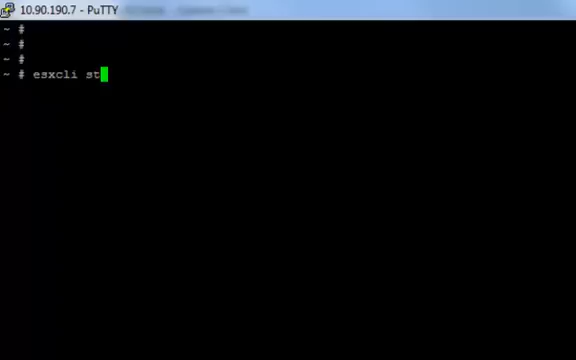 10.90.190.7 - PuTTY
~ #
~ #
~ #
~ # esxcli st